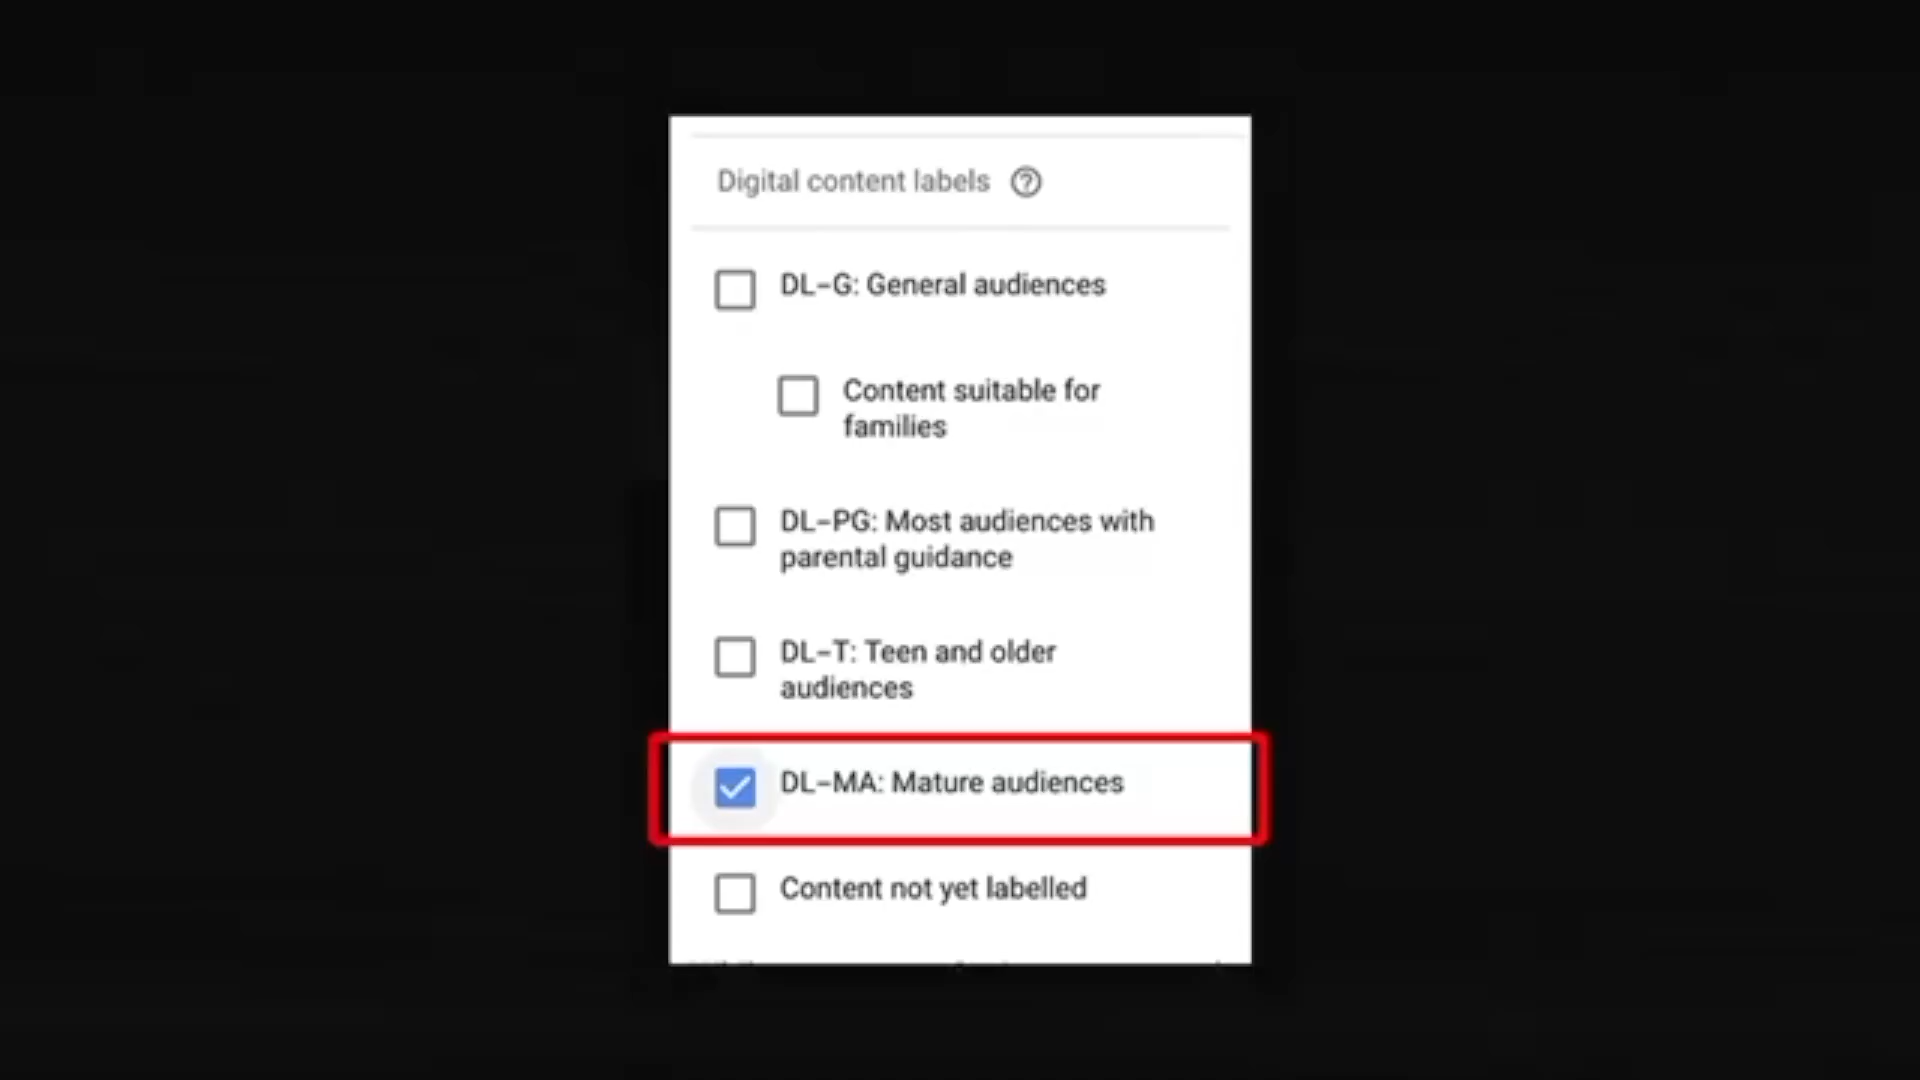 Digital content labels
DL-G: General audiences
Content suitable for
families
DL-PG: Most audiences with
parental guidance
DL-T: Teen and older
audiences
DL-MA: Mature audiences
Content not yet labelled